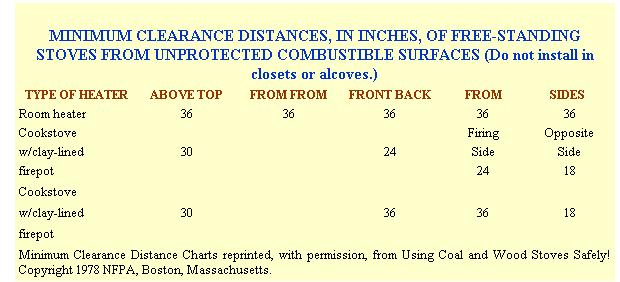 MINIMUM CLEARANCE DISTANCES, IN INCHES, OF FREE-STANDING
STOVES FROM UNPROTECTED COMBUSTIBLE SURFACES (Do not install in
closets or alcoves.)
TYPE OF HEATER ABOVE TOP FROM FROM FRONT BACK FROM SIDES
Room heater 36 36 36 36 36
Cookstove Firing Opposite
w/clay-lined 30 24 Side Side
firepot 24 18
Cookstove
w/clay-lined 30 36 36 18
firepot
Minimum Clearance Distance Charts reprinted, with permission, from Using Coal and Wood Stoves Safely!
Copyright 1978 NFPA, Boston, Massachusetts.